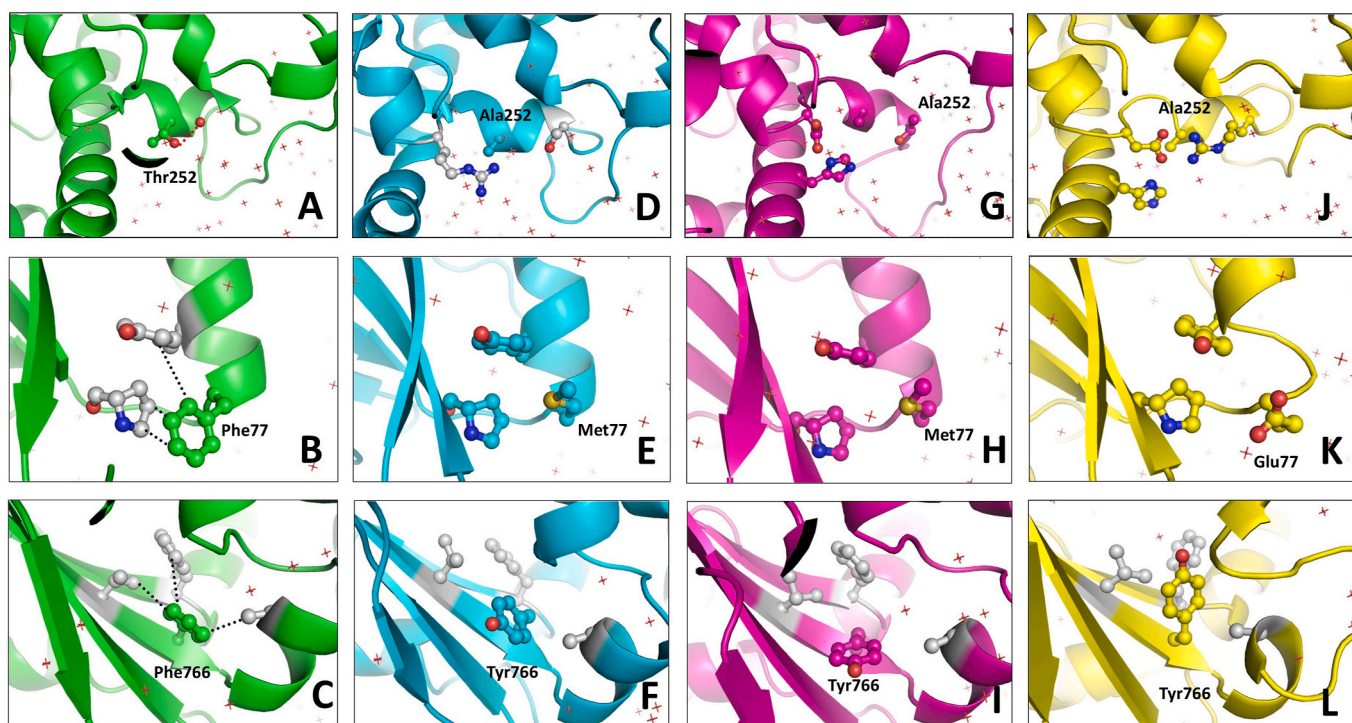 Thr252
A
Ala252
D
Ala252
G
Ala252
J
Phe77
B
Met77
E
Met77
H
Glu77
K
Phe766
C
Tyr766
F
Tyr766
I
Tyr766
L